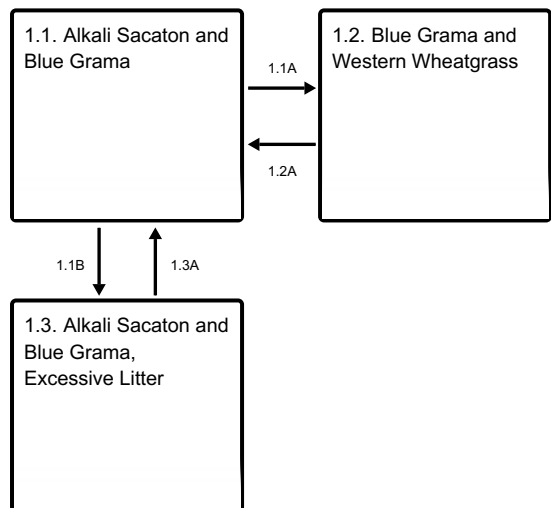 1.1. Alkali Sacaton and
Blue Grama
1.1A
1.2. Blue Grama and
Western Wheatgrass
1.2A
1.1B
1.3A
1.3. Alkali Sacaton and
Blue Grama,
Excessive Litter